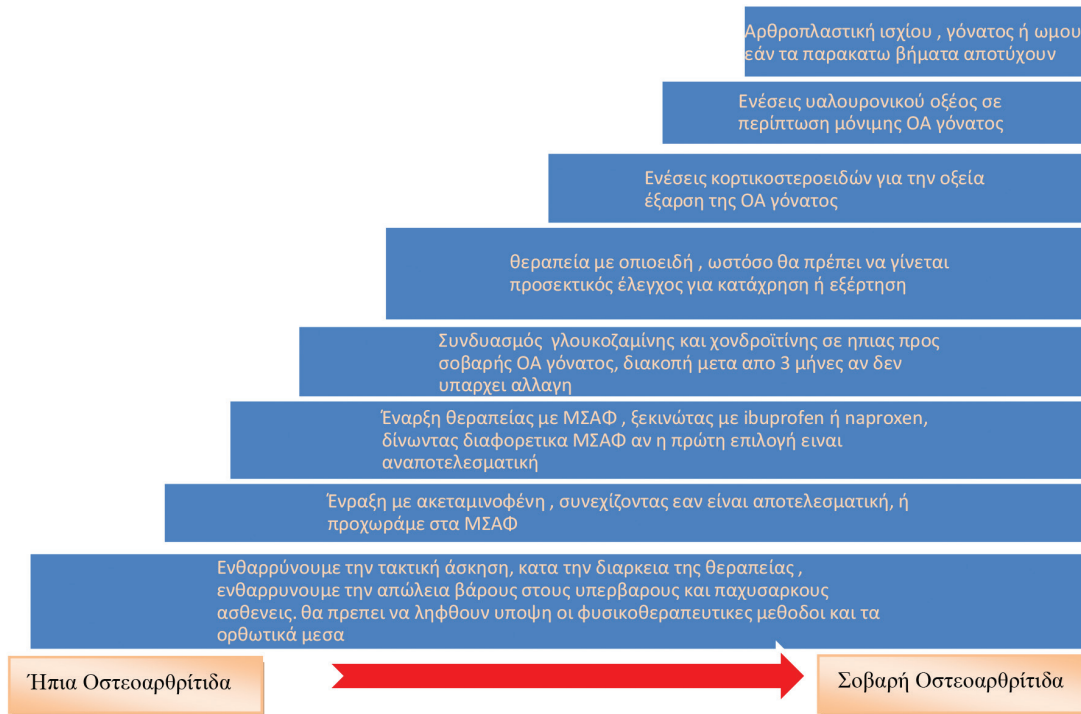 Αρθροπλαστική ισχίου , γόνατος ή ωμου
εάν τα παρακατω βήματα αποτύχουν
Ενέσεις υαλουρονικού οξέος σε
περίπτωση μόνιμης ΟΑ γόνατος
Ενέσεις κορτικοστεροειδών για την οξεία
έξαρση της ΟΑ γόνατος
θεραπεία με οπιοειδή , ωστόσο θα πρέπει να γίνεται
προσεκτικός έλεγχος για κατάχρηση ή εξέρτηση
Συνδυασμός γλουκοζαμίνης και χονδροϊτίνης σε ηπιας προς
σοβαρής ΟΑ γόνατος, διακοπή μετα απο 3 μήνες αν δεν
υπαρχει αλλαγη
Έναρξη θεραπείας με ΜΣΑΦ , ξεκινώτας με ibuprofen ή naproxen,
δίνωντας διαφορετικα ΜΣΑΦ αν η πρώτη επιλογή ειναι
αναποτελεσματική
Ένραξη με ακεταμινοφένη , συνεχίζοντας εαν είναι αποτελεσματική, ή
προχωράμε στα ΜΣΑΦ
Ενθαρρύνουμε την τακτική άσκηση, κατα την διαρκεια της θεραπείας ,
ενθαρρυνουμε την απώλεια βάρους στους υπερβαρους και παχυσαρκους
ασθενεις. θα πρεπει να ληφθουν υποψη οι φυσικοθεραπευτικες μεθοδοι και τα
ορθωτικά μεσα
Ήπια Οστεοαρθρίτιδα
Σοβαρή Οστεοαρθρίτιδα